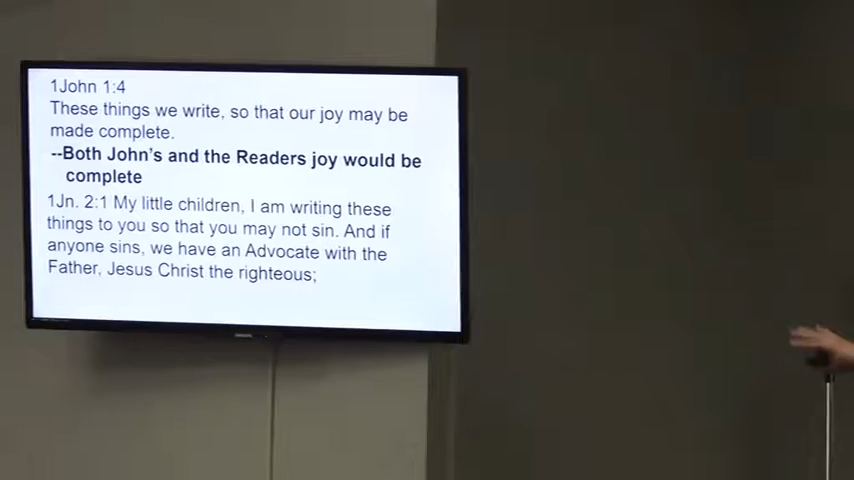 1John 1:4
These things we write, so that our joy may be
made complete.
--Both John's and the Readers joy would be
complete
1Jn. 2:1 My little children, I am writing these
things to you so that you may not sin. And if
anyone sins, we have an Advocate with the
Father, Jesus Christ the righteous;